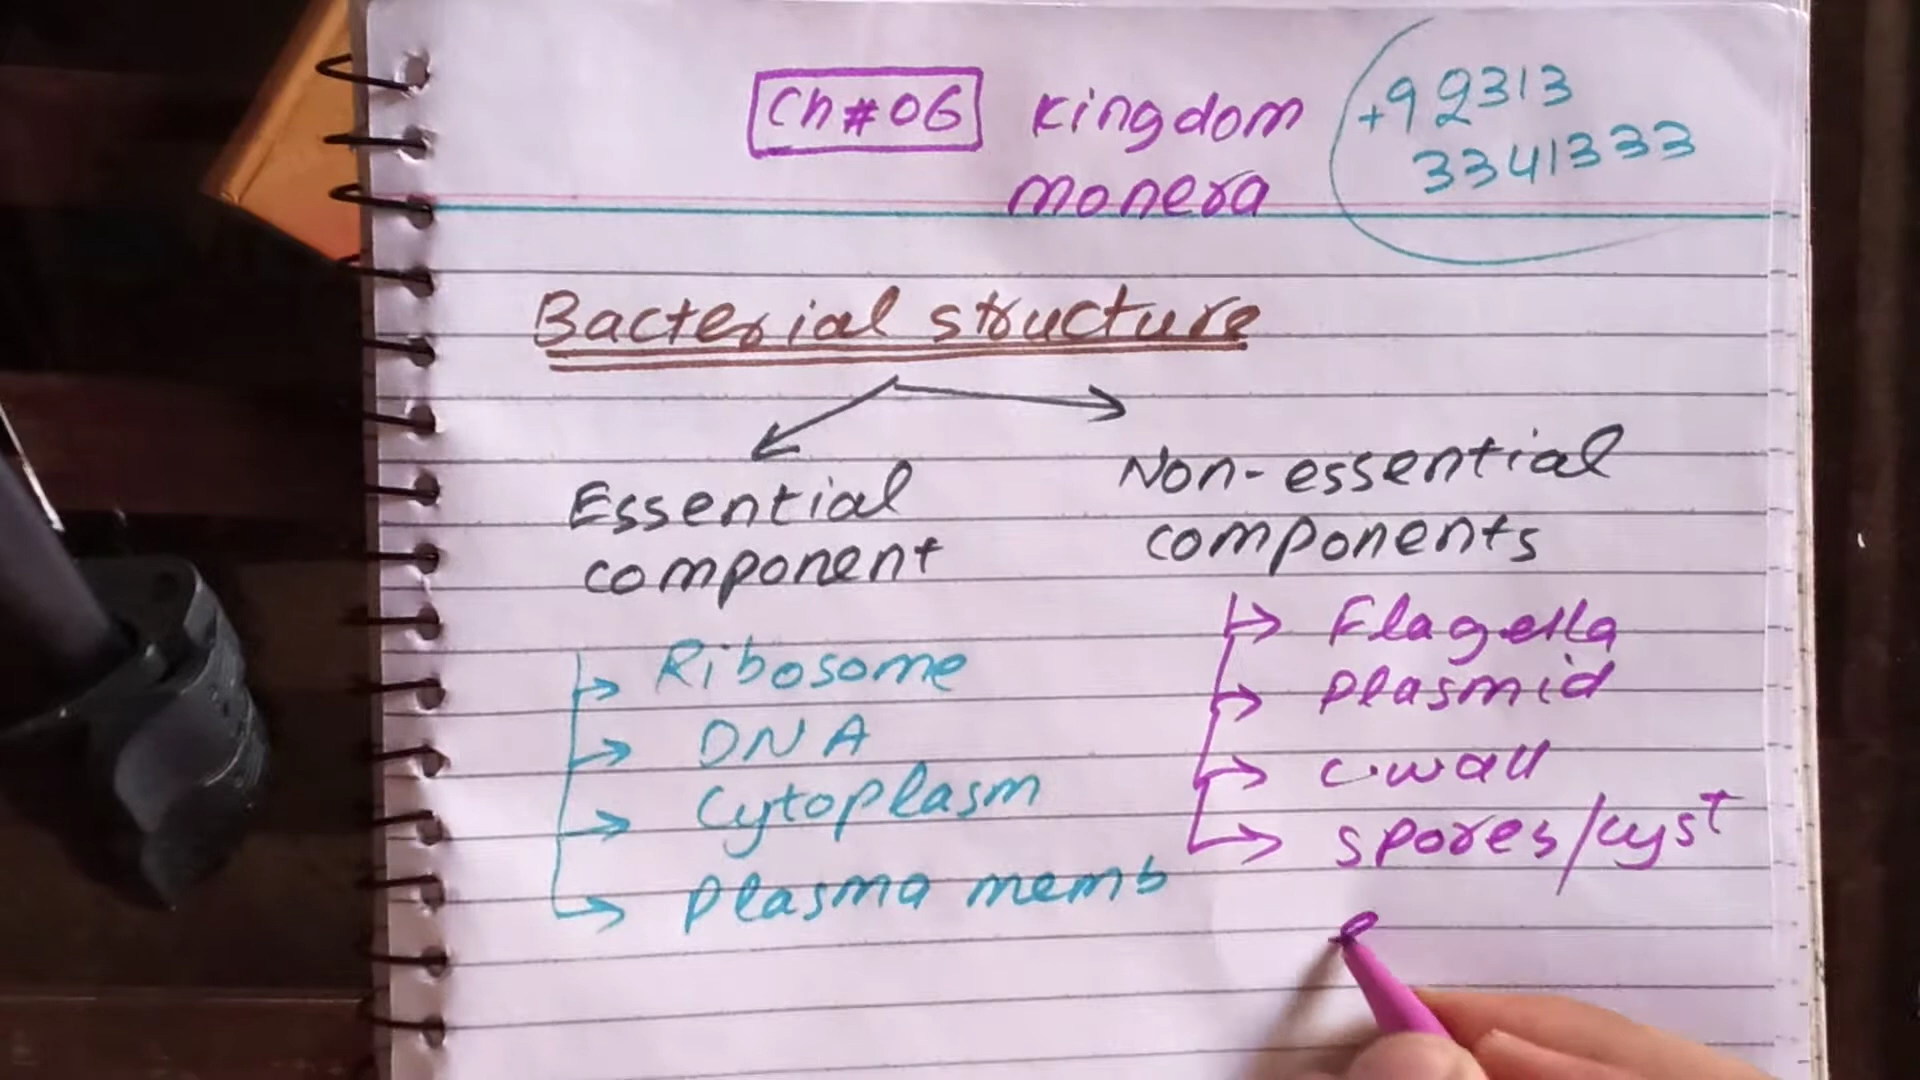 Ch#06 Kingdom
monera
+92313
3341333
Bacterial structure
Essential
component
Non-essential
components
Ribosome
DNA
Cytoplasm
Plasma memb
Flagella
Plasmid
C.wall
Spores/cyst